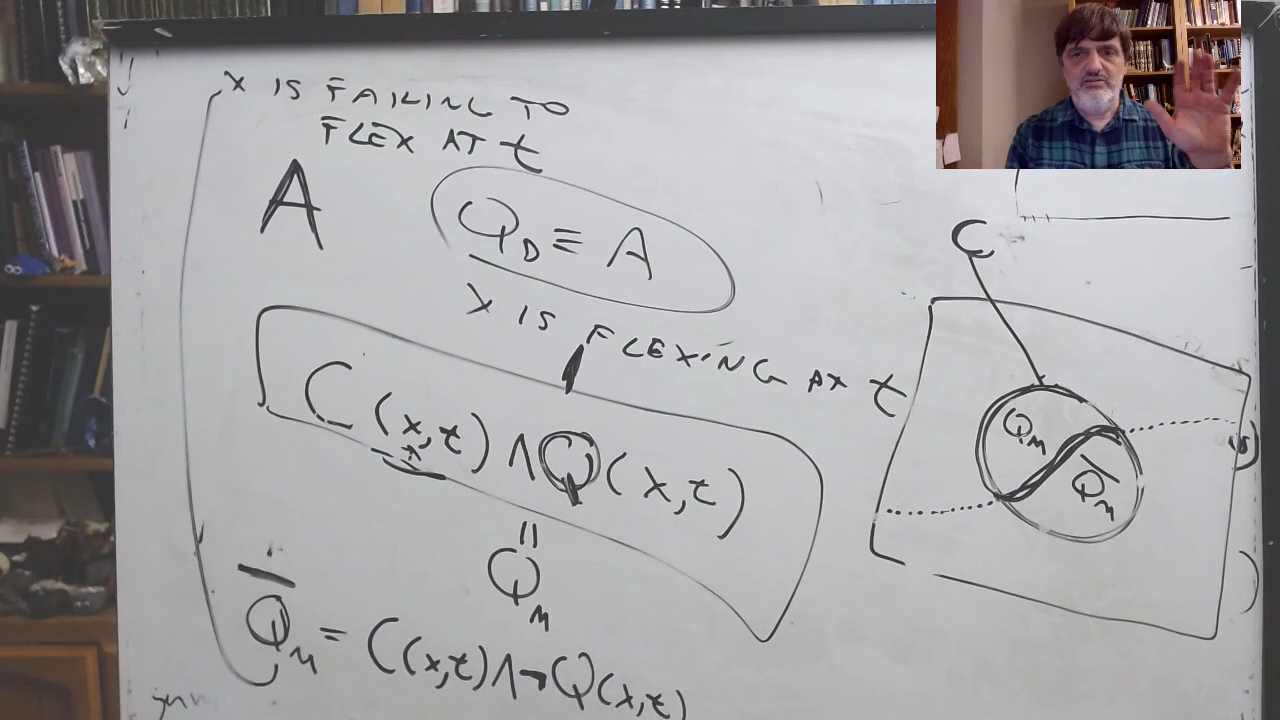 X IS FAILING TO
FLEX AT t
A
Q_D ≡ A
X IS FLEXING AT t
C(x,t) ∧ Q(x,t)
=
Q_M
Q̅_M = C(x,t) ∧ ¬Q(x,t)
C
Q_M
Q̅_M